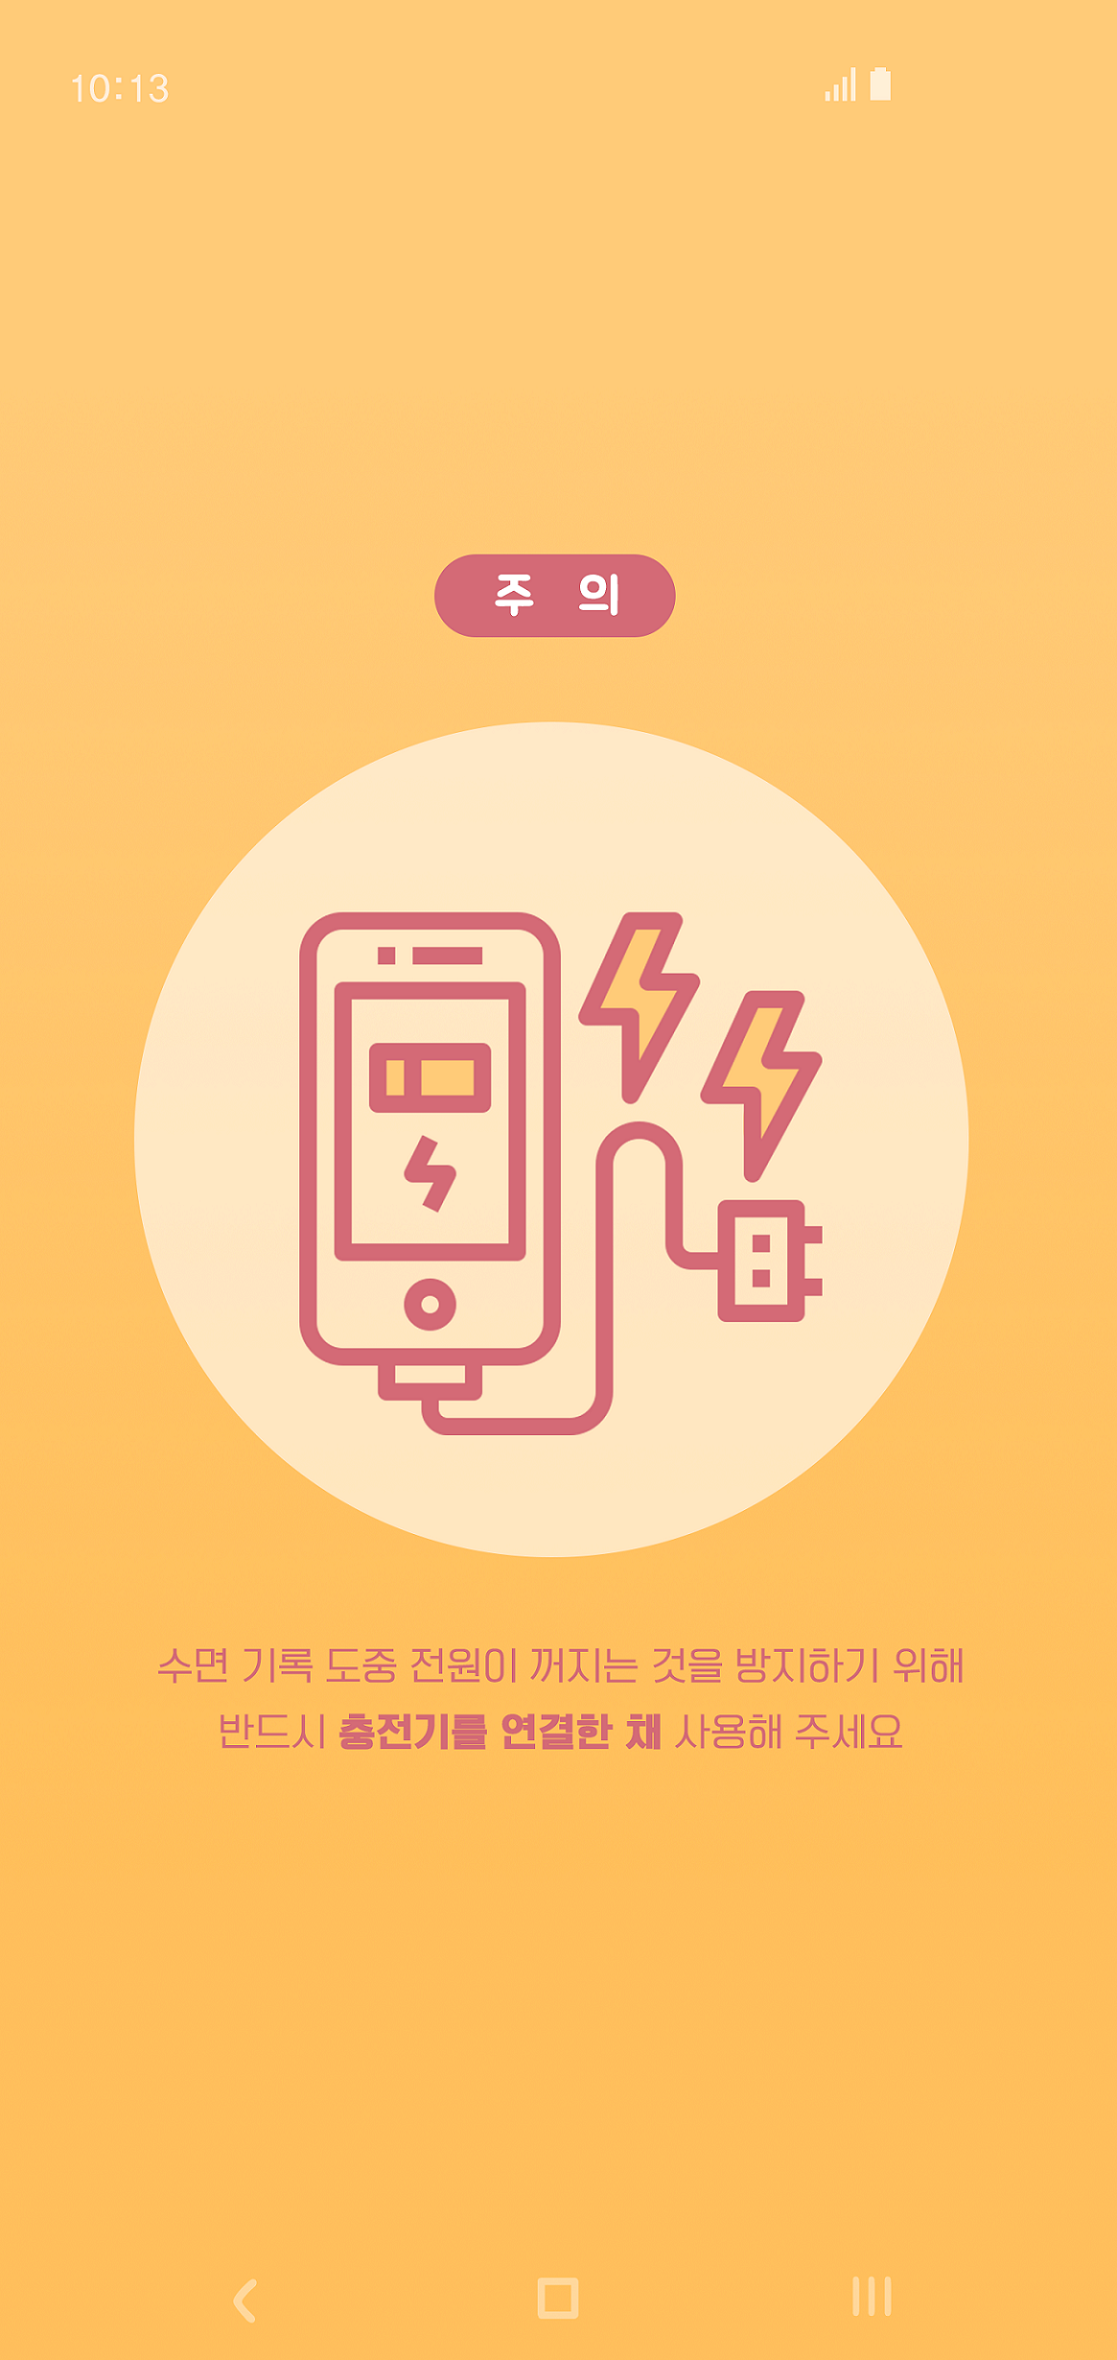 10:13
주 의
수면 기록 도중 전원이 꺼지는 것을 방지하기 위해
반드시 충전기를 연결한 채 사용해 주세요